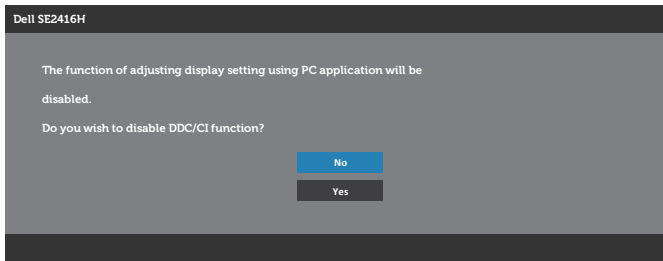 Dell SE2416H
The function of adjusting display setting using PC application will be
disabled.
Do you wish to disable DDC/CI function?
No
Yes